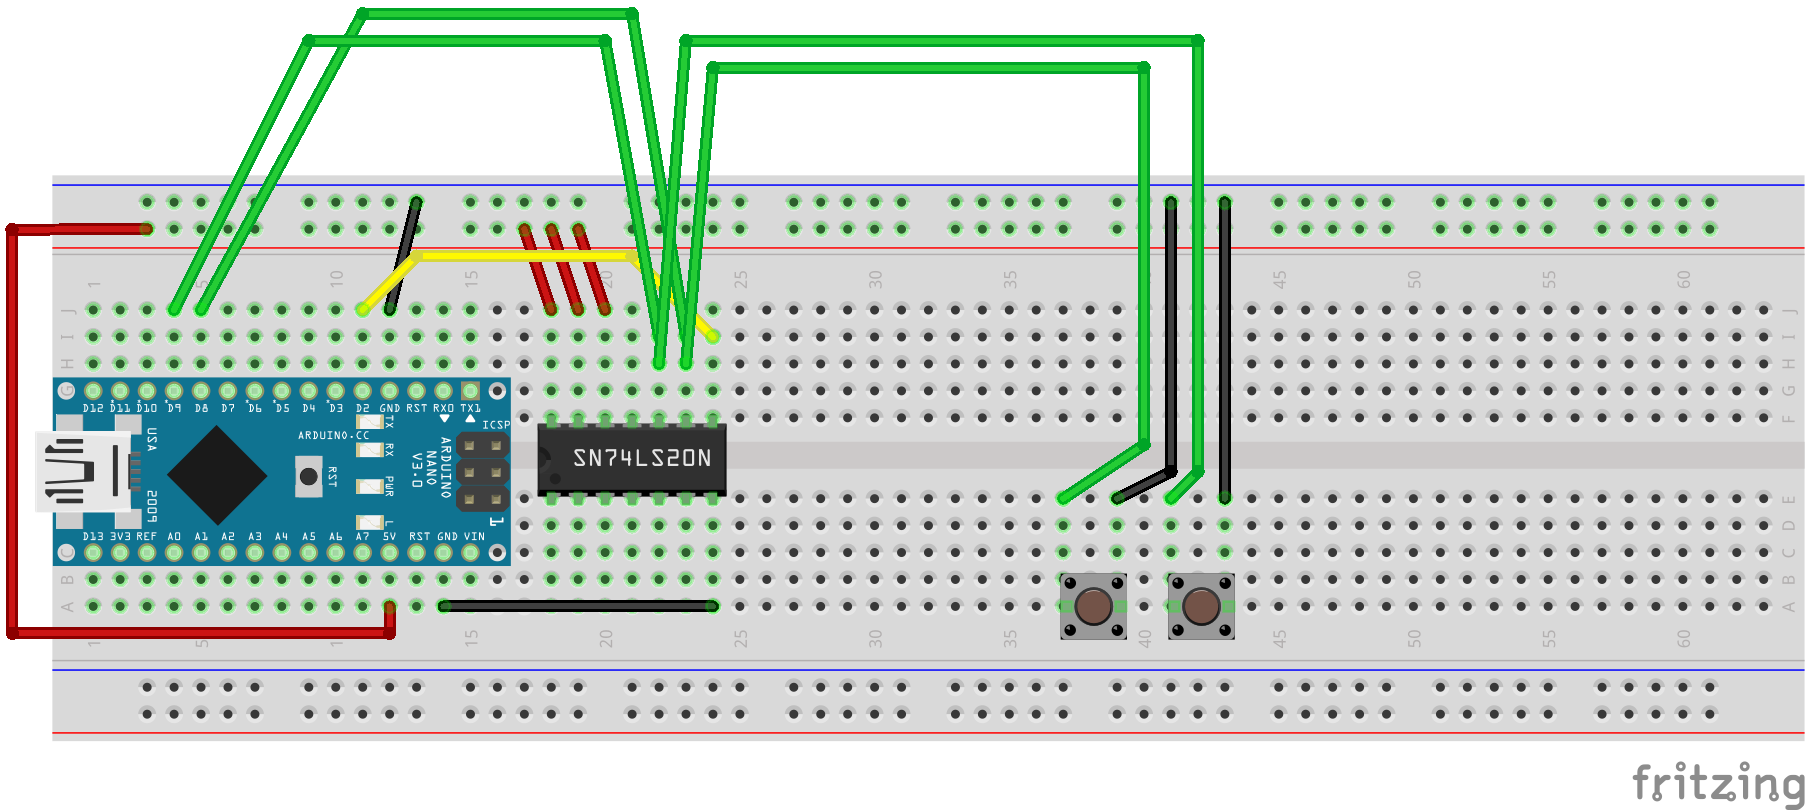 1 5 10 15 20 25 30 35 40 45 50 55 60
J J
I I
H H
G G
D12 D11 D10 D9 D8 D7 D6 D5 D4 D3 D2 GND RST RX0 TX1
F F
ICSP
TX
ARDUINO.CC
USA
RX
RST
ARDUINO
NANO
V3.0
SN74LS20N
PWR
2009
L
1
E E
D D
D13 3V3 REF A0 A1 A2 A3 A4 A5 A6 A7 5V RST GND VIN
C C
B B
A A
1 5 10 15 20 25 30 35 40 45 50 55 60
fritzing